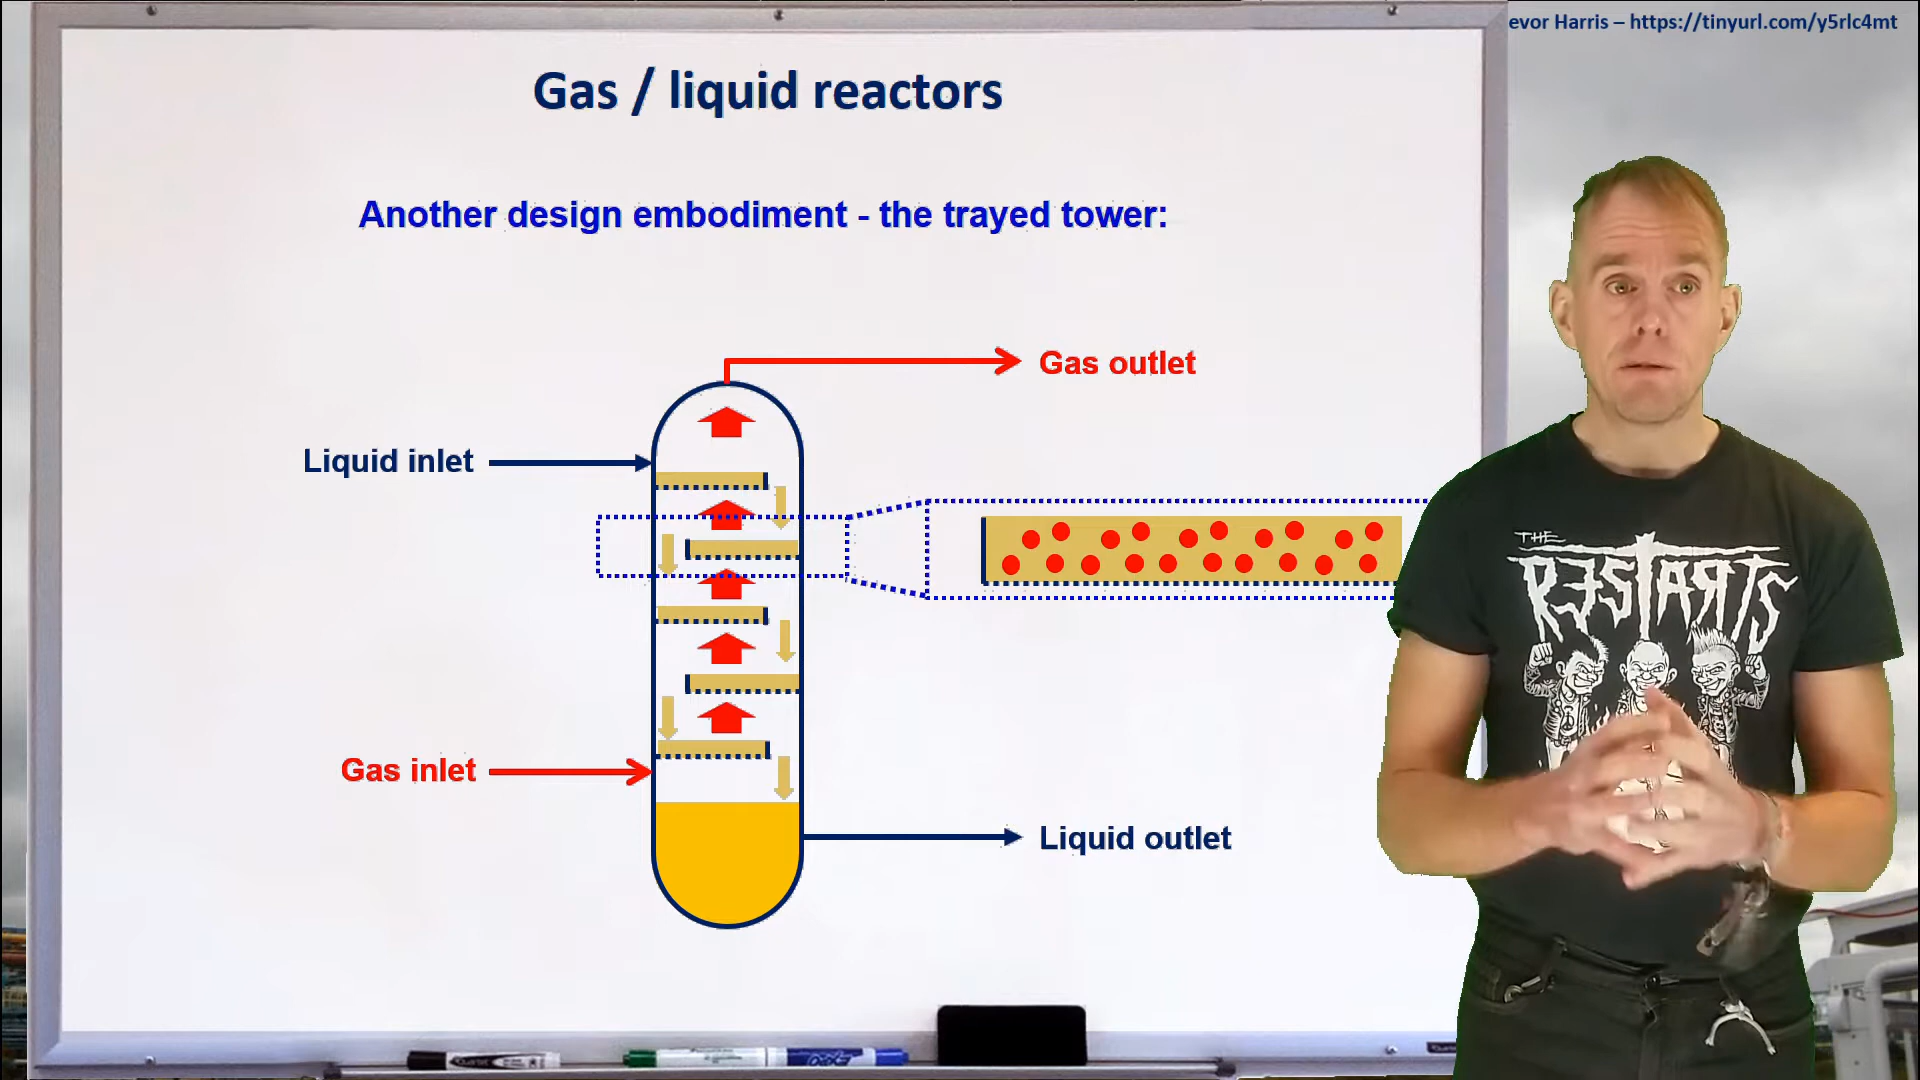 evor Harris – https://tinyurl.com/y5rlc4mt
Gas / liquid reactors
Another design embodiment - the trayed tower:
Gas outlet
Liquid inlet
Gas inlet
Liquid outlet
THE
RESTARTS